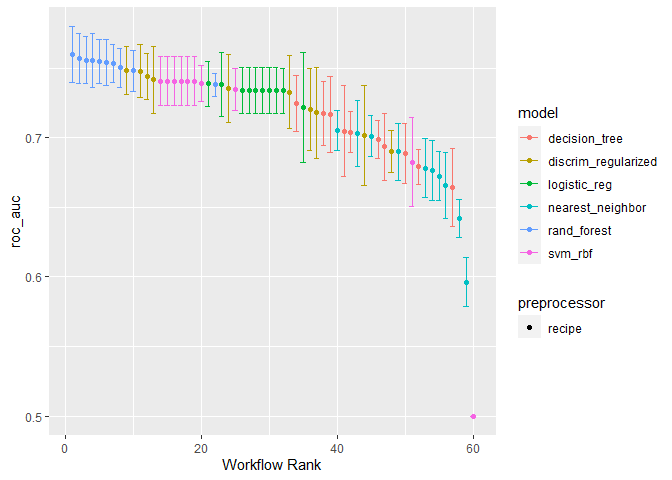 0.7
0.6
0.5
roc_auc
0
20
40
60
Workflow Rank
model
decision_tree
discrim_regularized
logistic_reg
nearest_neighbor
rand_forest
svm_rbf
preprocessor
recipe